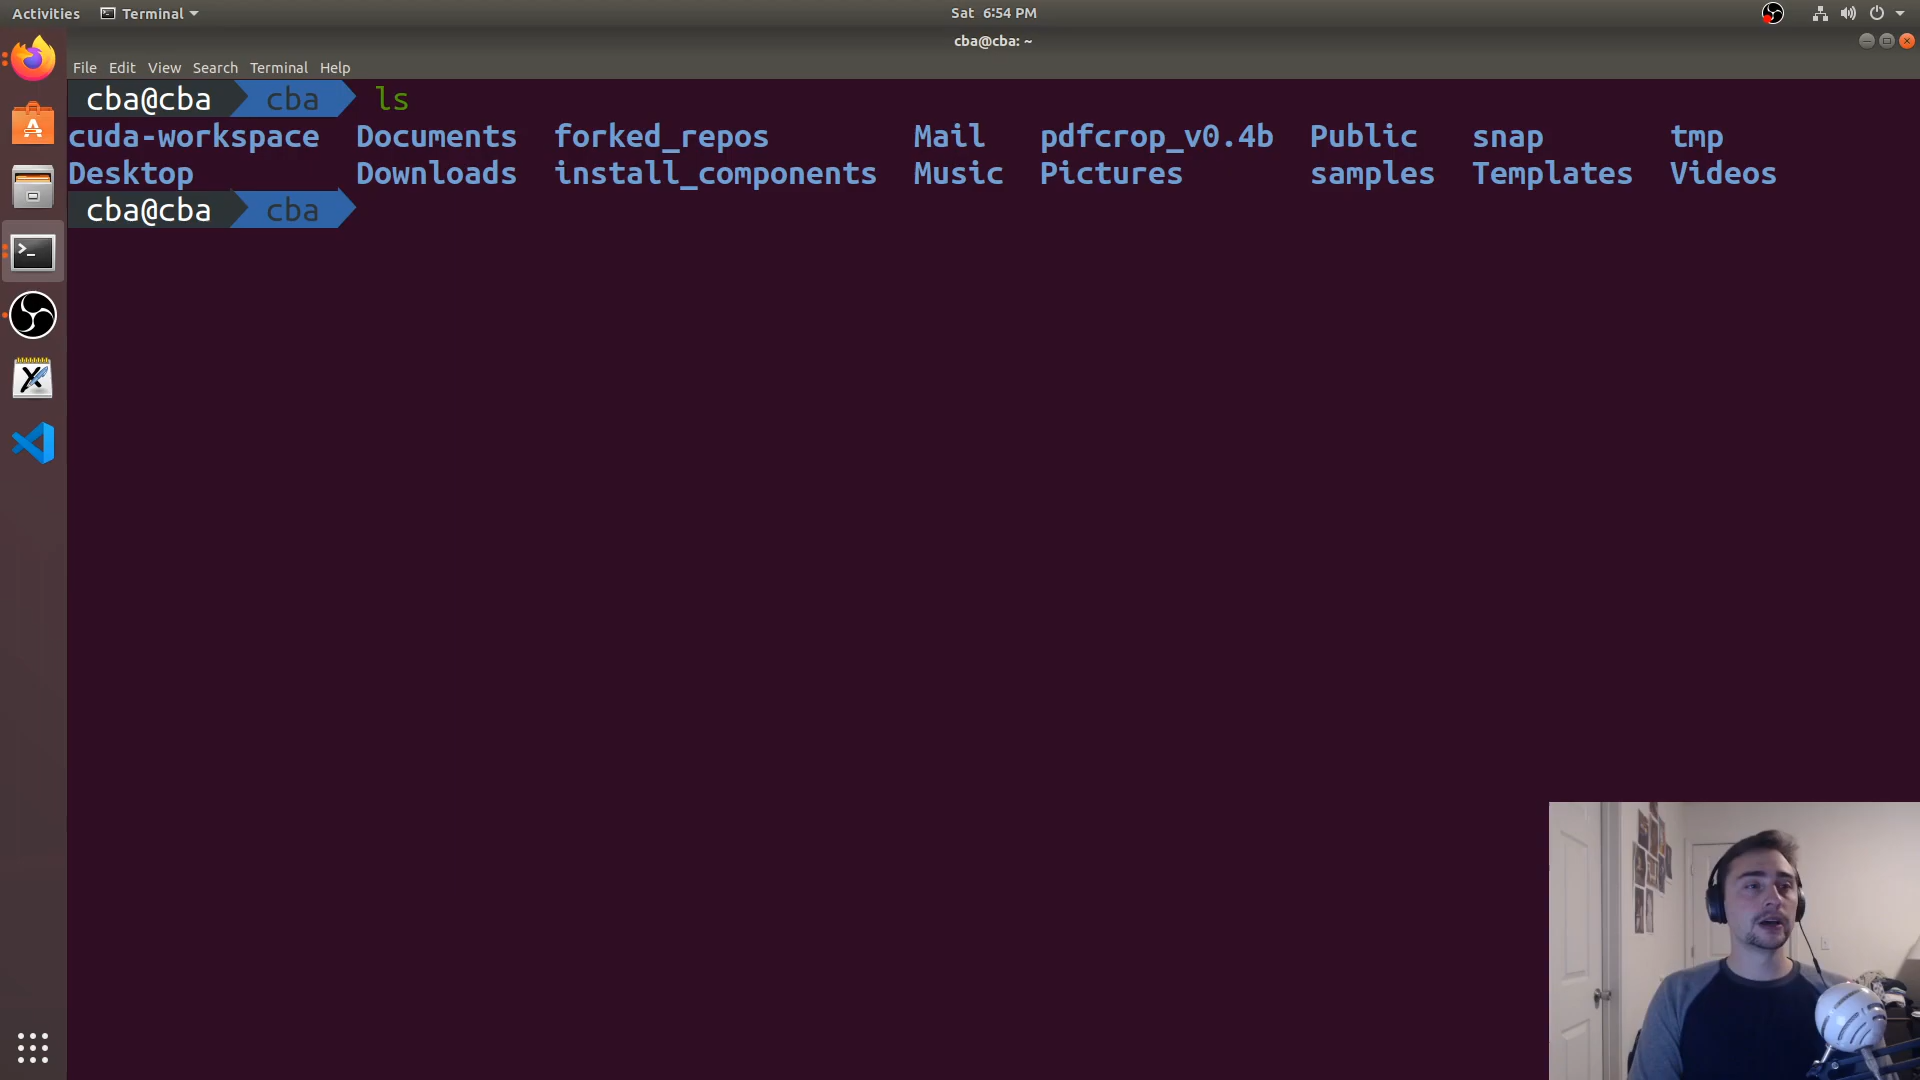 Activities Terminal Sat 6:54 PM
cba@cba: ~
File Edit View Search Terminal Help
cba@cba cba ls
cuda-workspace Documents forked_repos Mail pdfcrop_v0.4b Public snap tmp
Desktop Downloads install_components Music Pictures samples Templates Videos
cba@cba cba